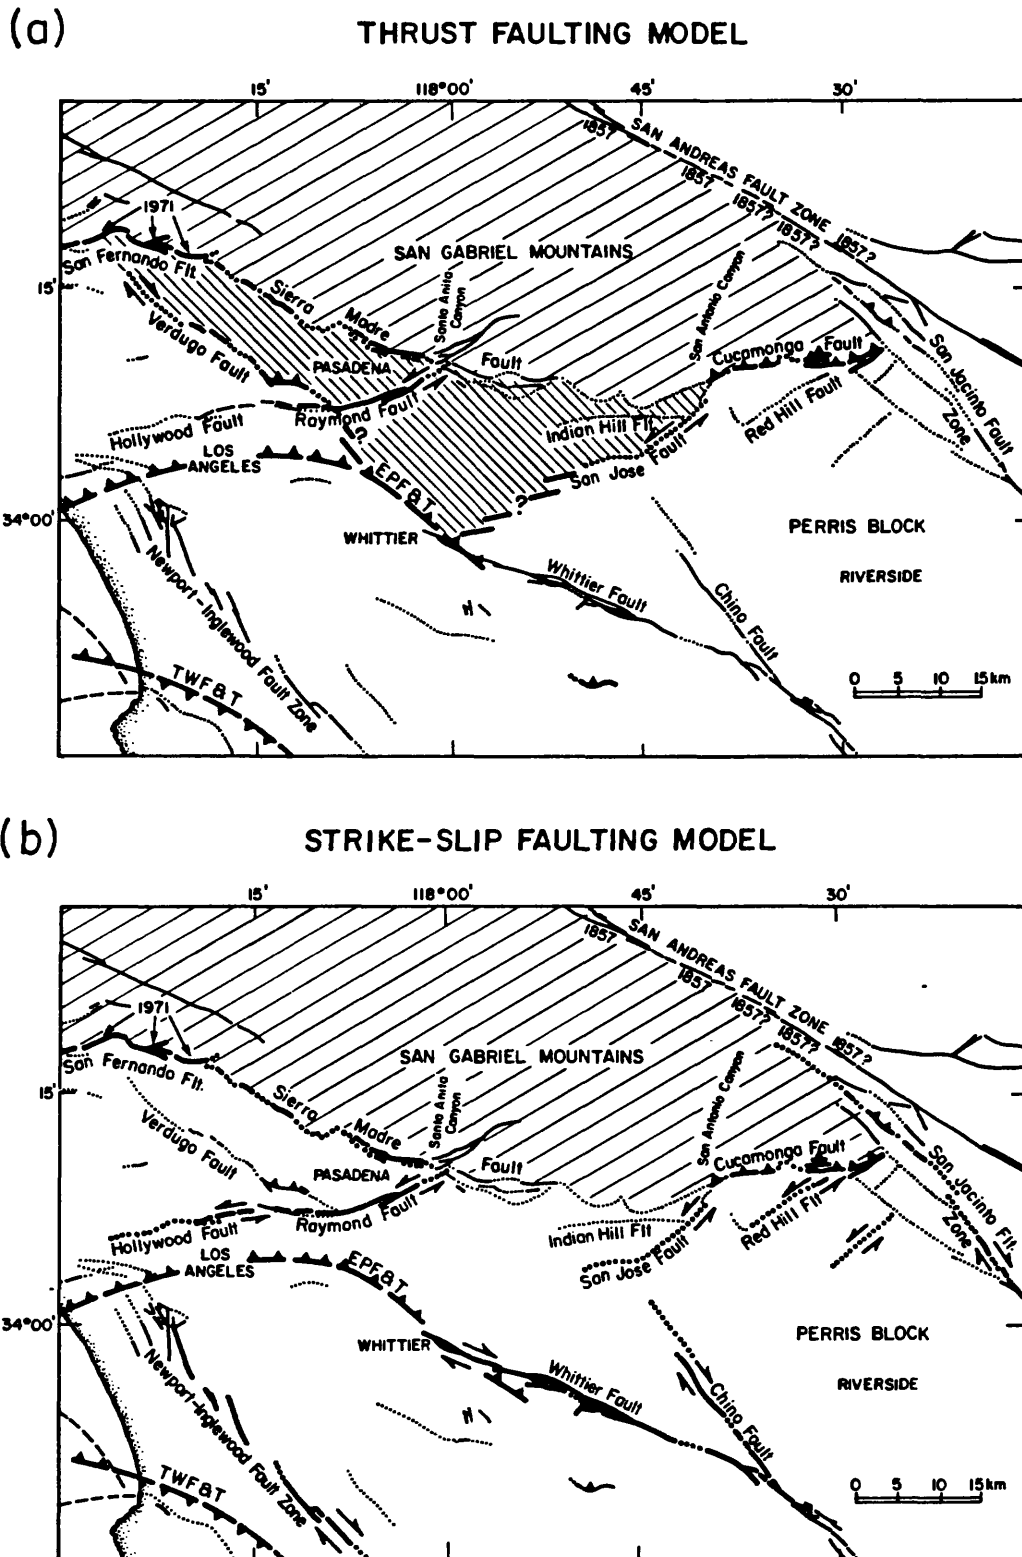 (a)
THRUST FAULTING MODEL
15'
118°00'
45'
30'
1857
SAN ANDREAS FAULT ZONE
1857
1857?
1857?
1857?
1971
SAN GABRIEL MOUNTAINS
San Fernando Flt.
15'
Sierra
Madre
Fault
Santa Anita
Canyon
San Antonio Canyon
Cucamonga
Fault
Verdugo Fault
PASADENA
Raymond Fault
Hollywood Fault
Indian Hill Flt.
San Jose Fault
Red Hill Fault
San Jacinto Fault
Zone
LOS
ANGELES
?
EPF&T
?
34°00'
WHITTIER
PERRIS BLOCK
RIVERSIDE
Newport-Inglewood Fault Zone
Whittier Fault
Chino Fault
TWF&T
0 5 10 15km
(b)
STRIKE-SLIP FAULTING MODEL
15'
118°00'
45'
30'
1857
SAN ANDREAS FAULT ZONE
1857
1857?
1857?
1857?
1971
SAN GABRIEL MOUNTAINS
San Fernando Flt.
15'
Sierra
Madre
Fault
Santa Anita
Canyon
San Antonio Canyon
Cucamonga Fault
Verdugo Fault
PASADENA
Raymond Fault
Hollywood Fault
Indian Hill Flt
San Jose Fault
Red Hill Flt
San Jacinto Flt.
Zone
LOS
ANGELES
EPF&T
34°00'
WHITTIER
PERRIS BLOCK
RIVERSIDE
Newport-Inglewood Fault Zone
Whittier Fault
Chino Fault
TWF&T
0 5 10 15km